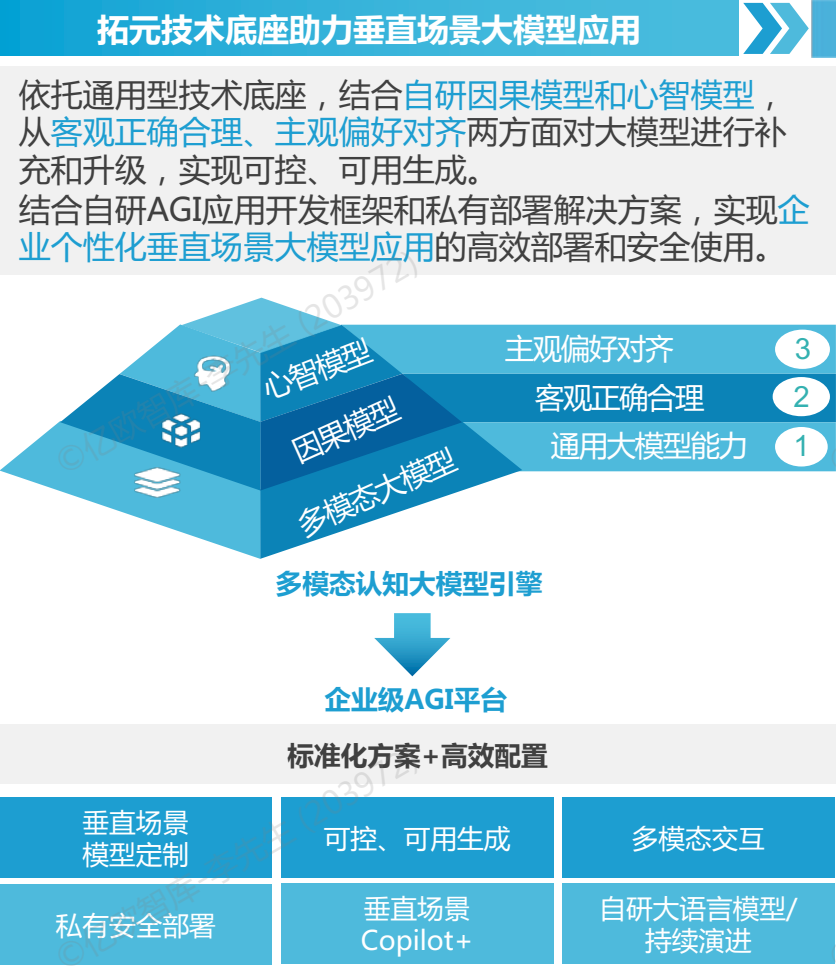 拓元技术底座助力垂直场景大模型应用
依托通用型技术底座，结合自研因果模型和心智模型，
从客观正确合理、主观偏好对齐两方面对大模型进行补
充和升级，实现可控、可用生成。
结合自研AGI应用开发框架和私有部署解决方案，实现企
业个性化垂直场景大模型应用的高效部署和安全使用。
心智模型
主观偏好对齐
3
因果模型
客观正确合理
2
多模态大模型
通用大模型能力
1
多模态认知大模型引擎
企业级AGI平台
标准化方案+高效配置
垂直场景
模型定制
可控、可用生成
多模态交互
私有安全部署
垂直场景
Copilot+
自研大语言模型/
持续演进